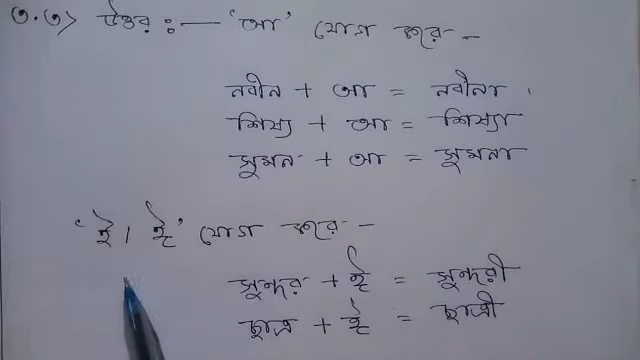 ৩.৩> উত্তর :— 'আ' যোগ করে -
নবীন + আ = নবীনা
শিষ্য + আ = শিষ্যা
সুমন + আ = সুমনা
'ই / ঈ' যোগ করে -
সুন্দর + ঈ = সুন্দরী
ছাত্র + ঈ = ছাত্রী